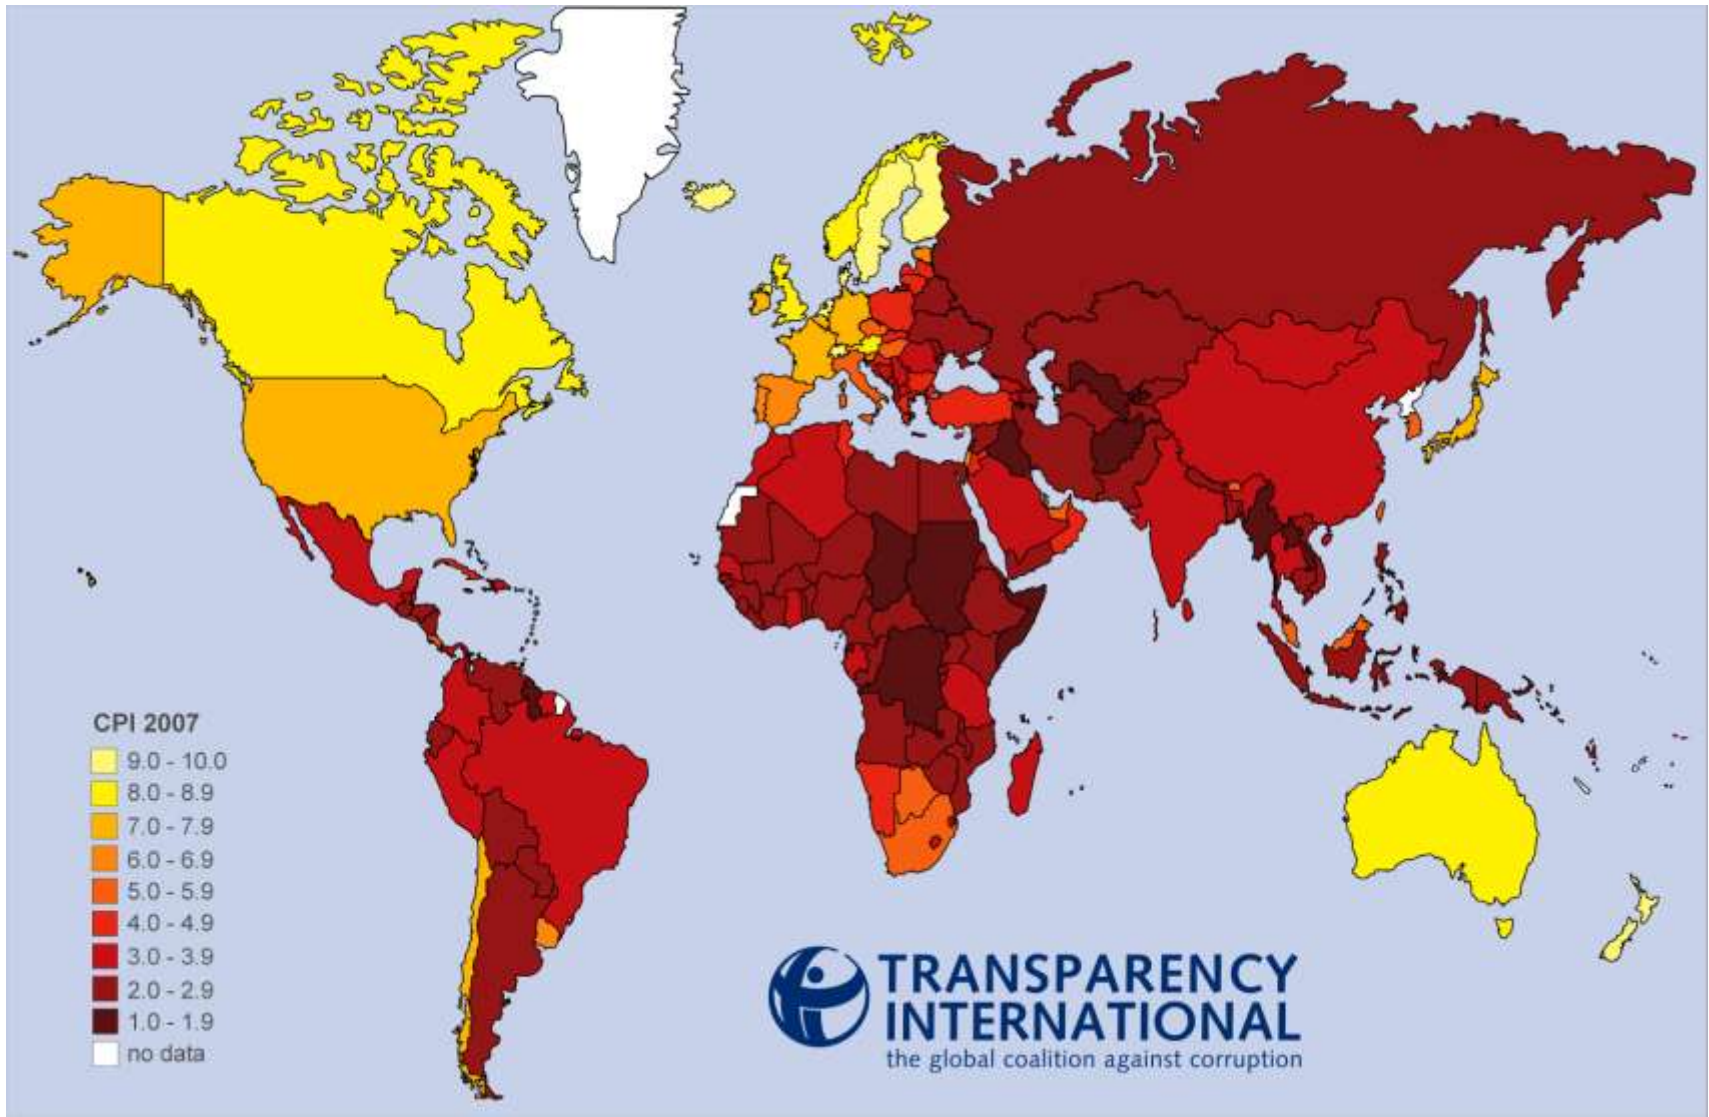 CPI 2007
9.0 - 10.0
8.0 - 8.9
7.0 - 7.9
6.0 - 6.9
5.0 - 5.9
4.0 - 4.9
3.0 - 3.9
2.0 - 2.9
1.0 - 1.9
no data
TRANSPARENCY
INTERNATIONAL
the global coalition against corruption